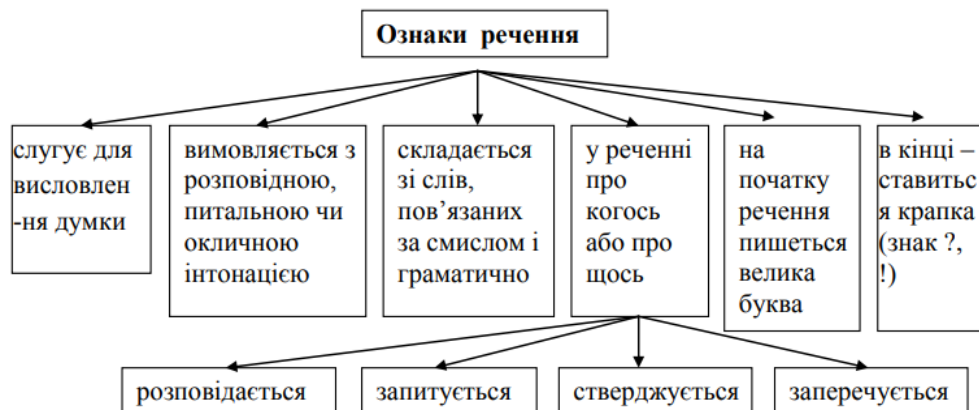 Ознаки речення
слугує для
висловлен
-ня думки
вимовляється з
розповідною,
питальною чи
окличною
інтонацією
складається
зі слів,
пов’язаних
за смислом і
граматично
у реченні
про
когось
або про
щось
на
початку
речення
пишеться
велика
буква
в кінці –
ставитьс
я крапка
(знак ?,
!)
розповідається
запитується
стверджується
заперечується